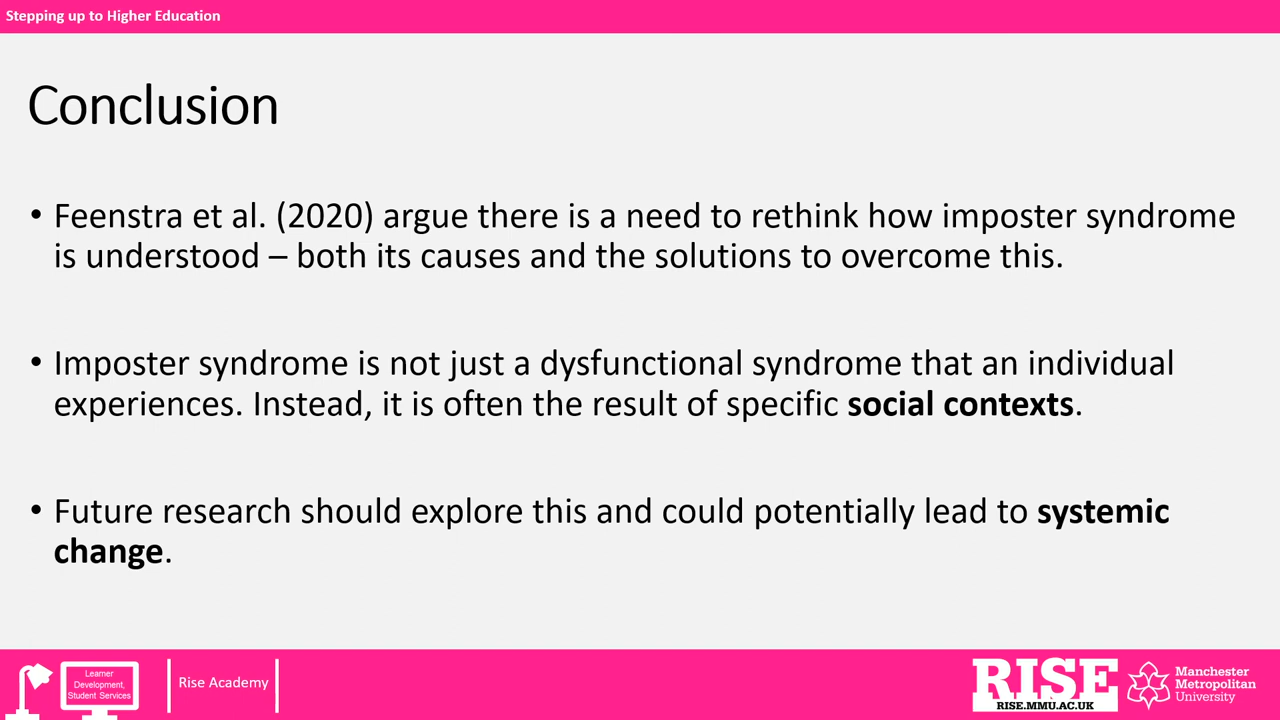 Stepping up to Higher Education
Conclusion
• Feenstra et al. (2020) argue there is a need to rethink how imposter syndrome
is understood – both its causes and the solutions to overcome this.
• Imposter syndrome is not just a dysfunctional syndrome that an individual
experiences. Instead, it is often the result of specific social contexts.
• Future research should explore this and could potentially lead to systemic
change.
Learner
Development,
Student Services
Rise Academy
RISE
RISE.MMU.AC.UK
Manchester
Metropolitan
University